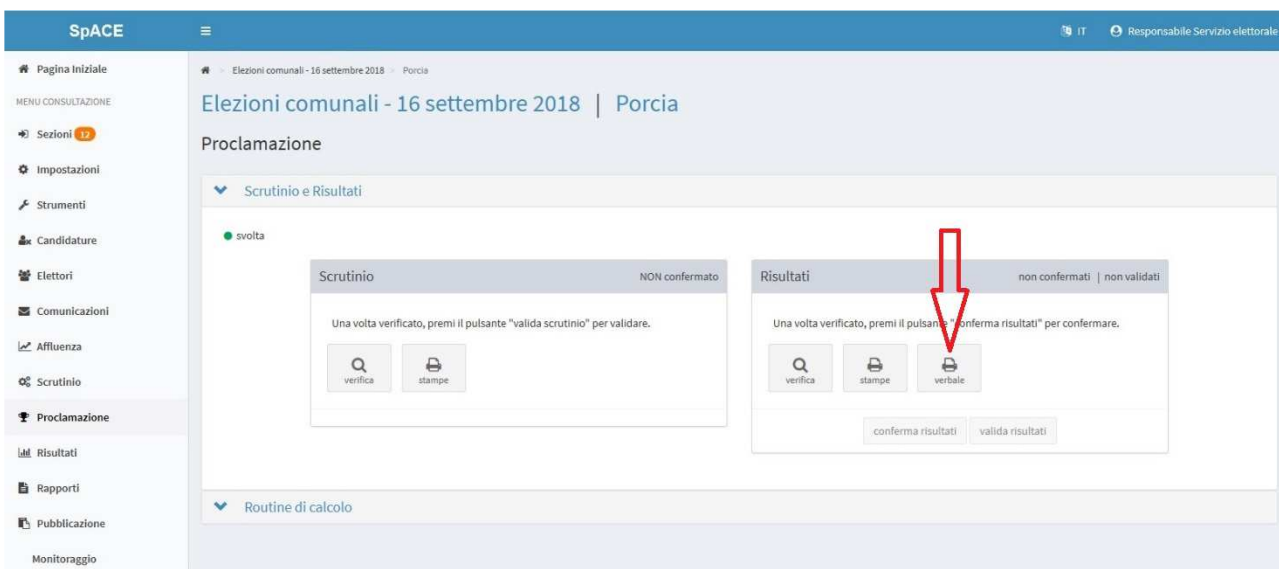 SpACE
IT Responsabile Servizio elettorale
Pagina Iniziale
MENU CONSULTAZIONE
Sezioni 12
Impostazioni
Strumenti
Candidature
Elettori
Comunicazioni
Affluenza
Scrutinio
Proclamazione
Risultati
Rapporti
Pubblicazione
Monitoraggio
> Elezioni comunali - 16 settembre 2018 > Porcia
Elezioni comunali - 16 settembre 2018 | Porcia
Proclamazione
Scrutinio e Risultati
svolta
Scrutinio NON confermato
Una volta verificato, premi il pulsante "valida scrutinio" per validare.
verifica stampe
Risultati non confermati | non validati
Una volta verificato, premi il pulsante "conferma risultati" per confermare.
verifica stampe verbale
conferma risultati valida risultati
Routine di calcolo